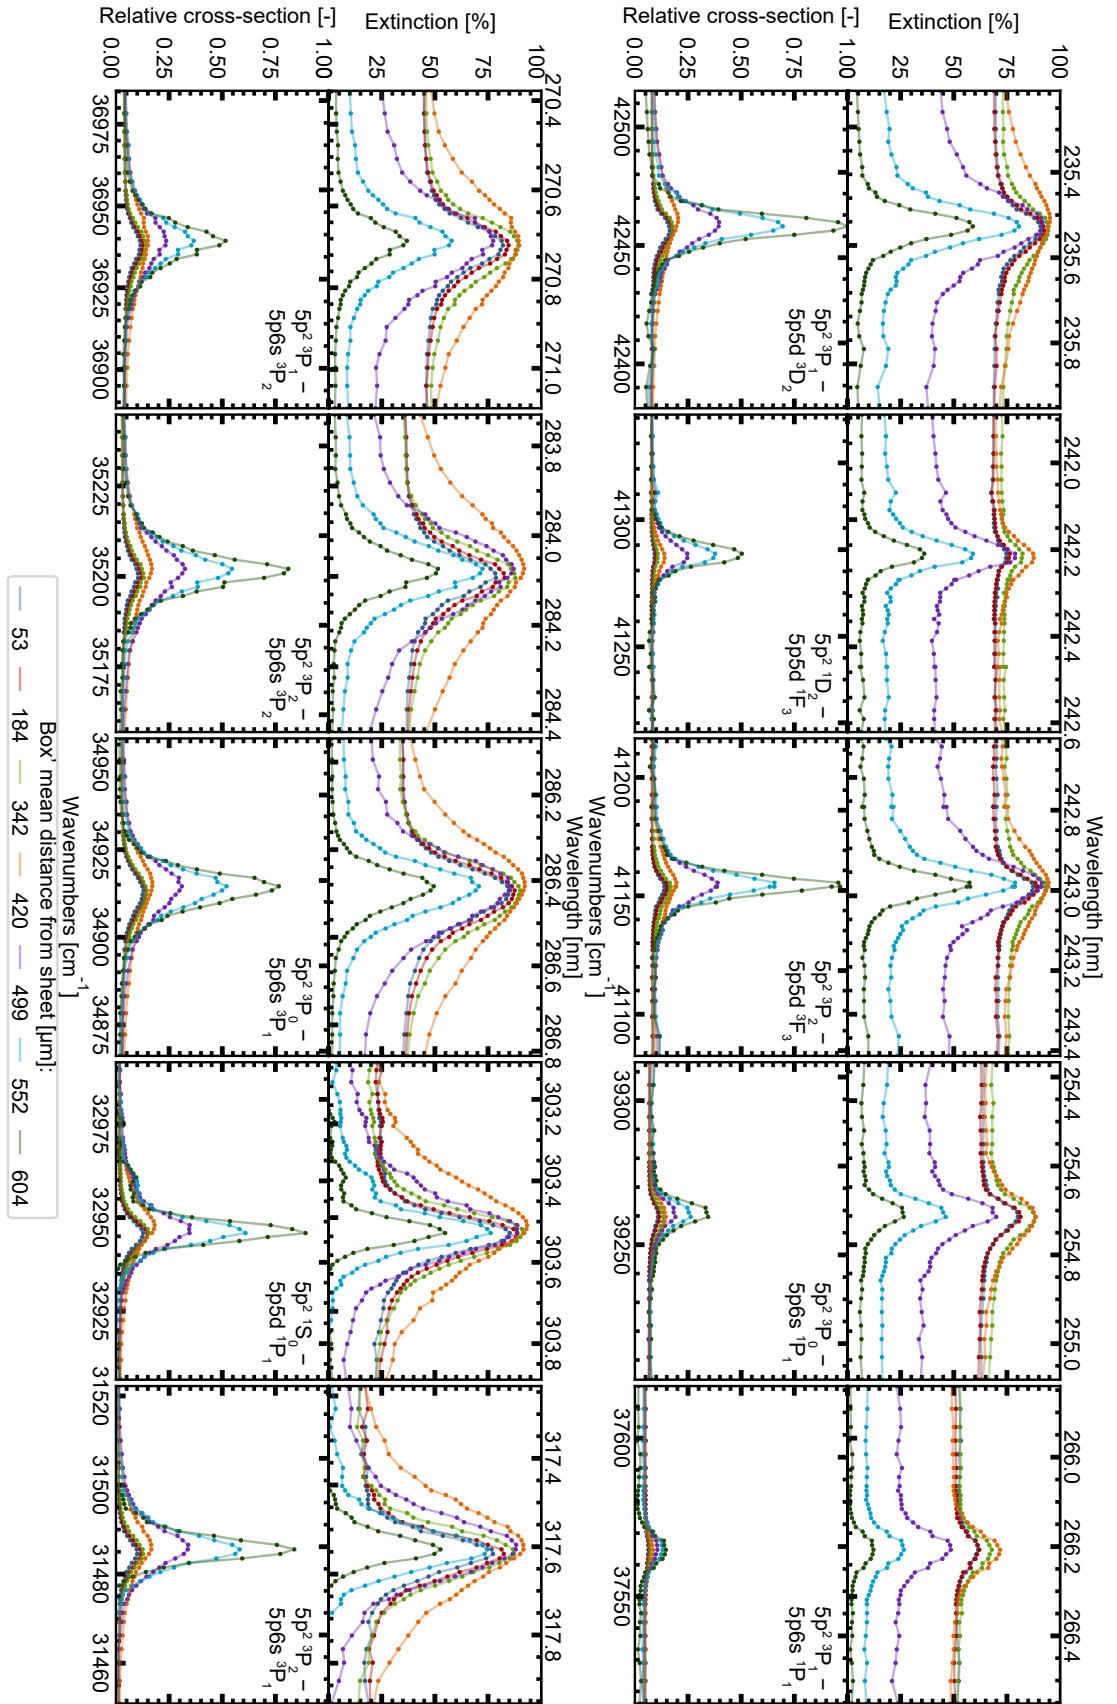 Wavelength [nm]
235.4 235.6 235.8 242.0 242.2 242.4 242.6 242.6 242.8 243.0 243.2 243.4 254.4 254.6 254.8 255.0 266.0 266.2 266.4
Extinction [%]
100
75
50
25
Relative cross-section [-]
1.00
0.75
0.50
0.25
0.00
5p² ³P₁ –
5p5d ³D₂
5p² ¹D₂ –
5p5d ¹F₃
5p² ³P₂ –
5p5d ³F₃
5p² ³P₀ –
5p6s ¹P₁
5p² ³P₁ –
5p6s ¹P₁
42500 42450 42400 41300 41250 41200 41150 41100 39300 39250 37600 37550
Wavenumbers [cm⁻¹]
Wavelength [nm]
270.4 270.6 270.8 271.0 283.8 284.0 284.2 284.4 286.2 286.4 286.6 286.8 303.2 303.4 303.6 303.8 317.4 317.6 317.8
Extinction [%]
100
75
50
25
Relative cross-section [-]
1.00
0.75
0.50
0.25
0.00
5p² ³P₁ –
5p6s ³P₂
5p² ³P₂ –
5p6s ³P₂
5p² ³P₀ –
5p6s ³P₁
5p² ¹S₀ –
5p5d ¹P₁
5p² ³P₂ –
5p6s ³P₁
36975 36950 36925 36900 35225 35200 35175 34950 34925 34900 34875 32975 32950 32925 31520 31500 31480 31460
Wavenumbers [cm⁻¹]
Box' mean distance from sheet [µm]:
53 184 342 420 499 552 604